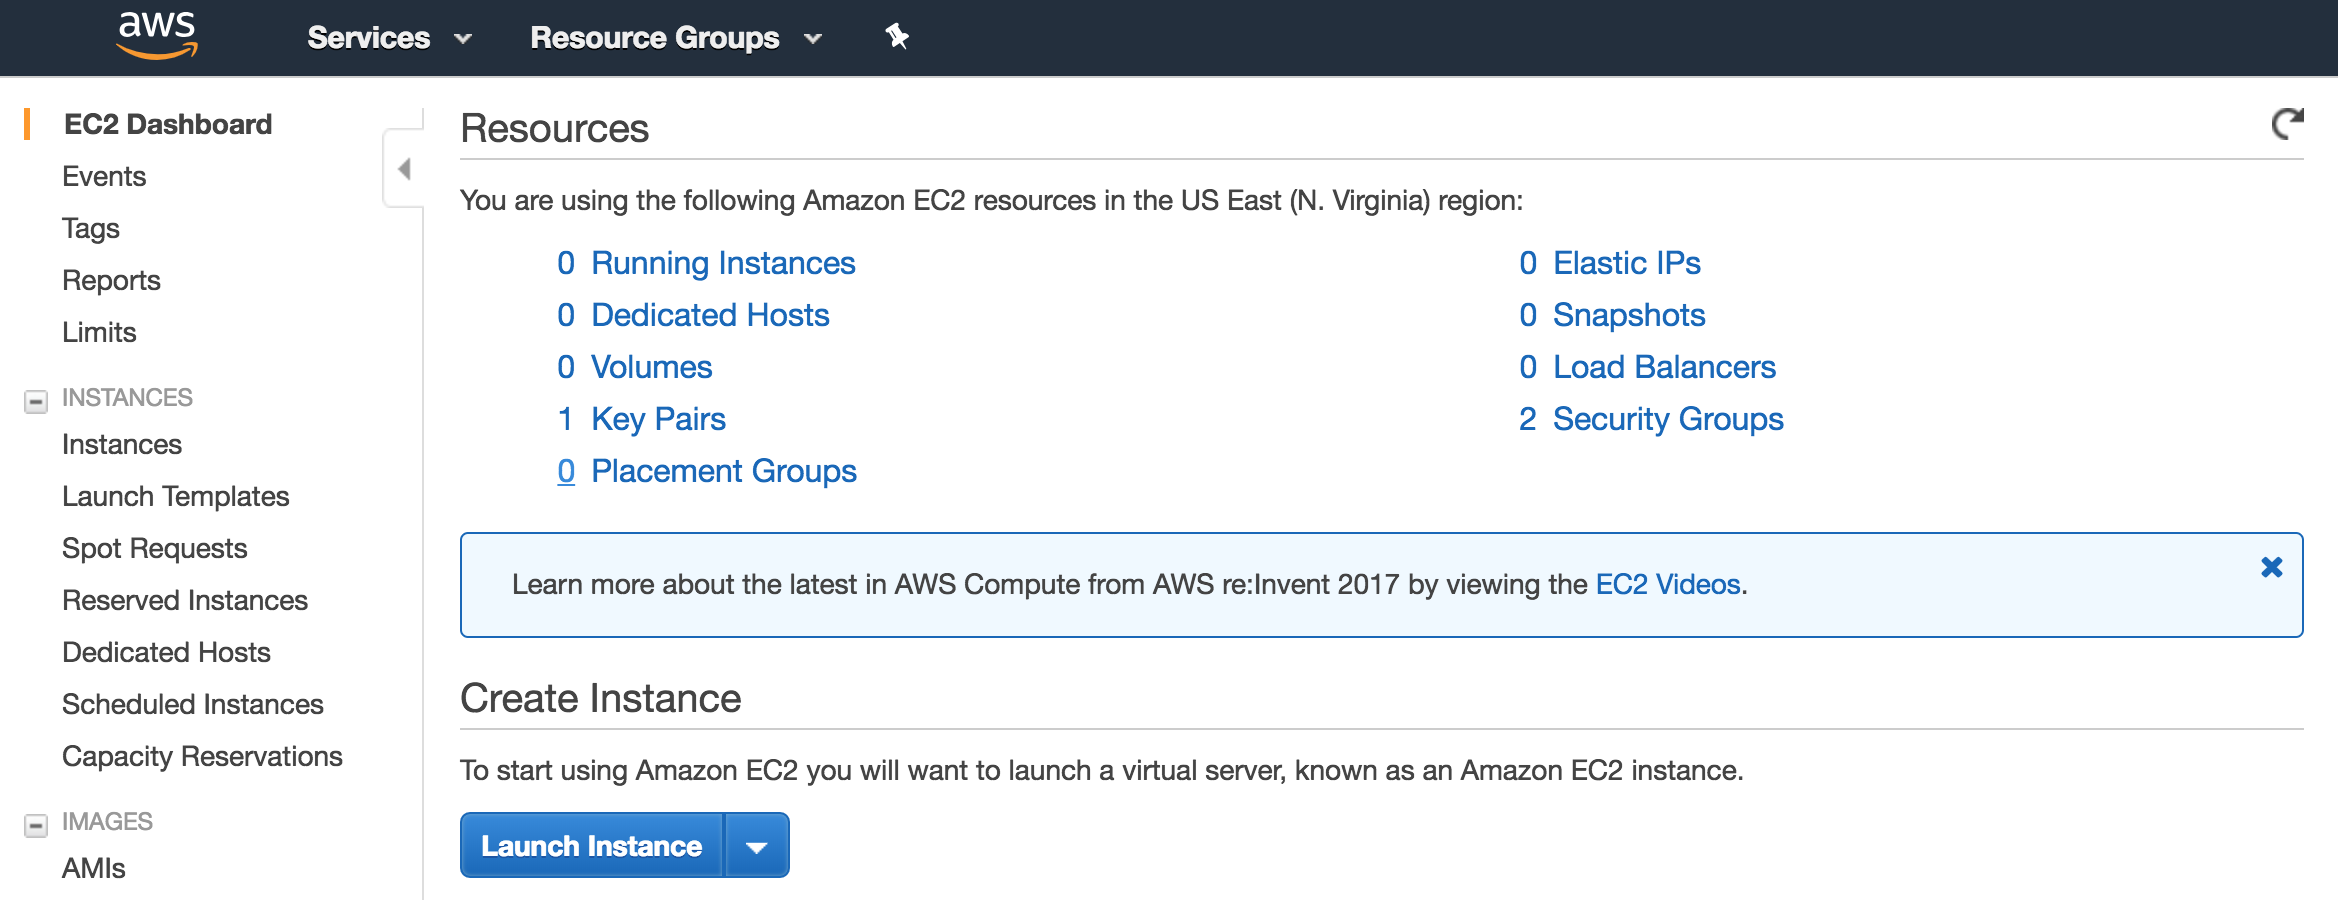 aws Services Resource Groups
EC2 Dashboard
Events
Tags
Reports
Limits
INSTANCES
Instances
Launch Templates
Spot Requests
Reserved Instances
Dedicated Hosts
Scheduled Instances
Capacity Reservations
IMAGES
AMIs
Resources
You are using the following Amazon EC2 resources in the US East (N. Virginia) region:
0 Running Instances
0 Dedicated Hosts
0 Volumes
1 Key Pairs
0 Placement Groups
0 Elastic IPs
0 Snapshots
0 Load Balancers
2 Security Groups
Learn more about the latest in AWS Compute from AWS re:Invent 2017 by viewing the EC2 Videos.
Create Instance
To start using Amazon EC2 you will want to launch a virtual server, known as an Amazon EC2 instance.
Launch Instance